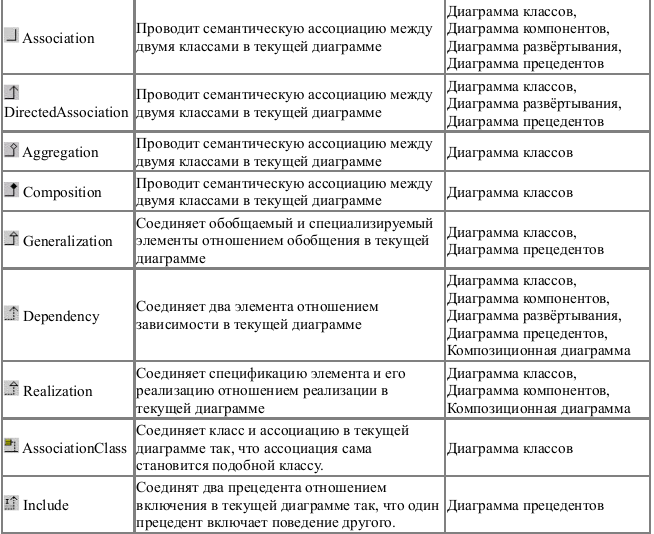 Association
Проводит семантическую ассоциацию между
двумя классами в текущей диаграмме
Диаграмма классов,
Диаграмма компонентов,
Диаграмма развёртывания,
Диаграмма прецедентов
DirectedAssociation
Проводит семантическую ассоциацию между
двумя классами в текущей диаграмме
Диаграмма классов,
Диаграмма развёртывания,
Диаграмма прецедентов
Aggregation
Проводит семантическую ассоциацию между
двумя классами в текущей диаграмме
Диаграмма классов
Composition
Проводит семантическую ассоциацию между
двумя классами в текущей диаграмме
Диаграмма классов
Generalization
Соединяет обобщаемый и специализируемый
элементы отношением обобщения в текущей
диаграмме
Диаграмма классов,
Диаграмма прецедентов
Dependency
Соединяет два элемента отношением
зависимости в текущей диаграмме
Диаграмма классов,
Диаграмма компонентов,
Диаграмма развёртывания,
Диаграмма прецедентов,
Композиционная диаграмма
Realization
Соединяет спецификацию элемента и его
реализацию отношением реализации в
текущей диаграмме
Диаграмма классов,
Диаграмма компонентов,
Композиционная диаграмма
AssociationClass
Соединяет класс и ассоциацию в текущей
диаграмме так, что ассоциация сама
становится подобной классу.
Диаграмма классов
Include
Соединят два прецедента отношением
включения в текущей диаграмме так, что один
прецедент включает поведение другого.
Диаграмма прецедентов